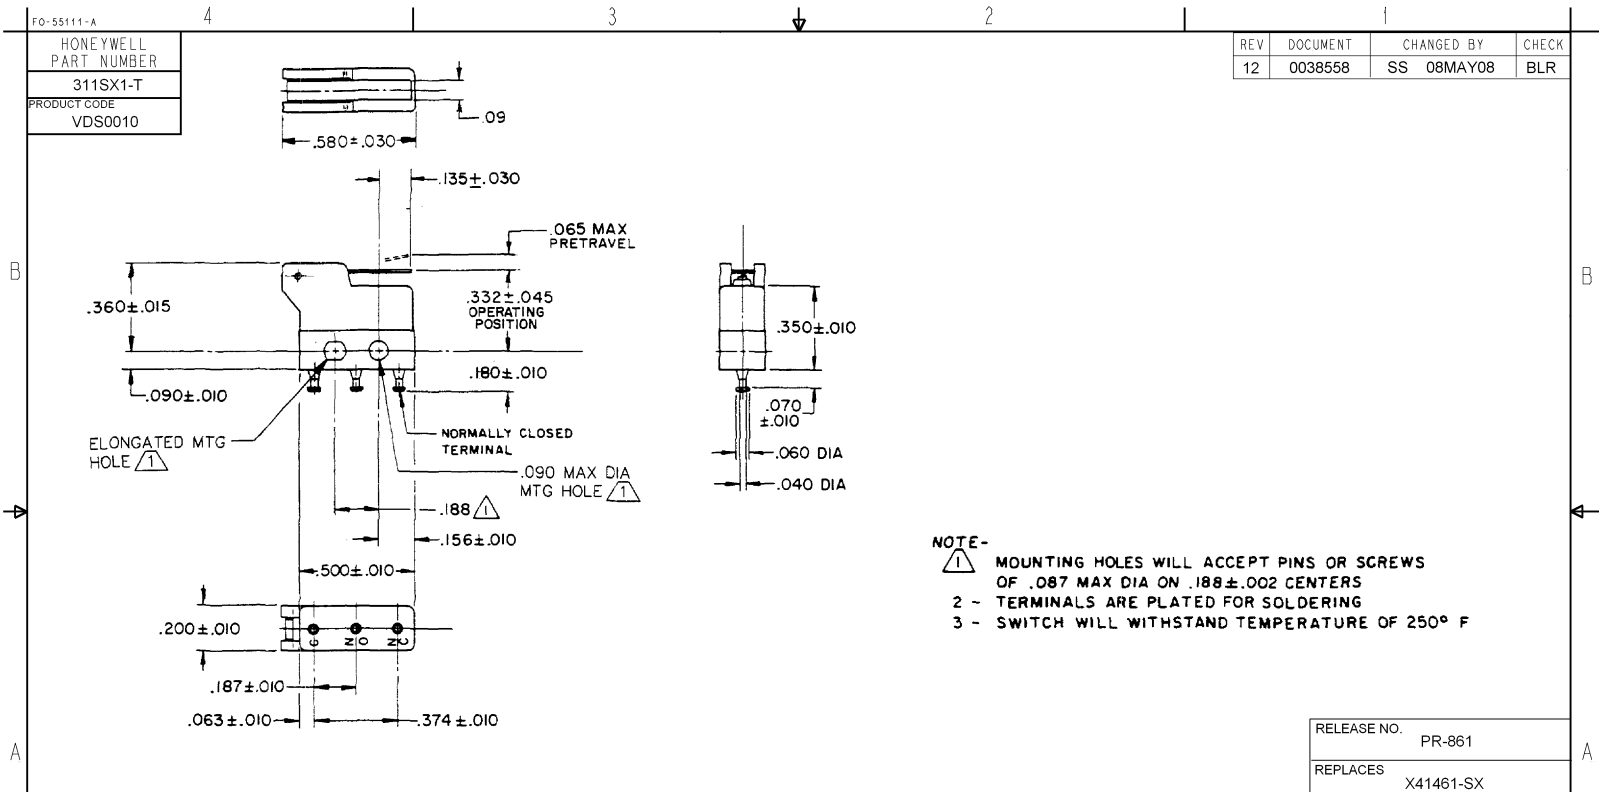 FO-55111-A
4
3
2
1
HONEYWELL
PART NUMBER
311SX1-T
PRODUCT CODE
VDS0010
REV DOCUMENT CHANGED BY CHECK
12 0038558 SS 08MAY08 BLR
.09
.580±.030
.135±.030
.065 MAX
PRETRAVEL
B
B
.360±.015
.332±.045
OPERATING
POSITION
.350±.010
.180±.010
.090±.010
.070
±.010
NORMALLY CLOSED
TERMINAL
ELONGATED MTG
HOLE 1
.060 DIA
.090 MAX DIA
MTG HOLE 1
.040 DIA
.188 1
.156±.010
.500±.010
NOTE-
1 MOUNTING HOLES WILL ACCEPT PINS OR SCREWS
OF .087 MAX DIA ON .188±.002 CENTERS
2 - TERMINALS ARE PLATED FOR SOLDERING
3 - SWITCH WILL WITHSTAND TEMPERATURE OF 250° F
.200±.010
C NO NC
.187±.010
.063±.010
.374±.010
RELEASE NO.
PR-861
A
A
REPLACES
X41461-SX